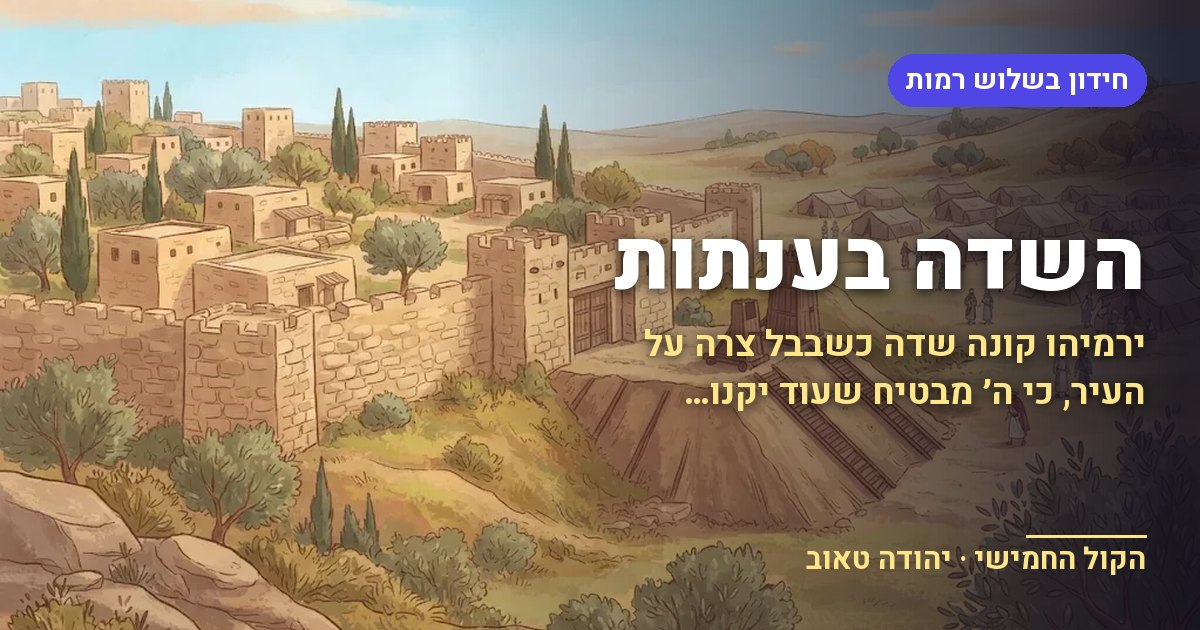 חידון בשלוש רמות
השדה בענתות
ירמיהו קונה שדה כשבבל צרה על
העיר, כי ה׳ מבטיח שעוד יקנו...
הקול החמישי · יהודה טאוב